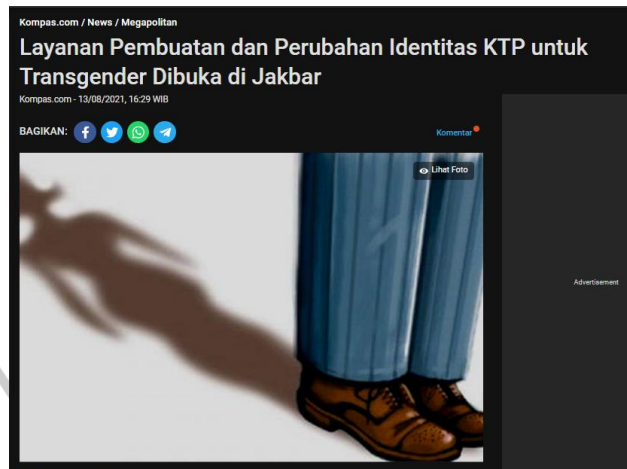 Kompas.com / News / Megapolitan
Layanan Pembuatan dan Perubahan Identitas KTP untuk
Transgender Dibuka di Jakbar
Kompas.com - 13/08/2021, 16:29 WIB
BAGIKAN:
Komentar
Lihat Foto
Advertisement